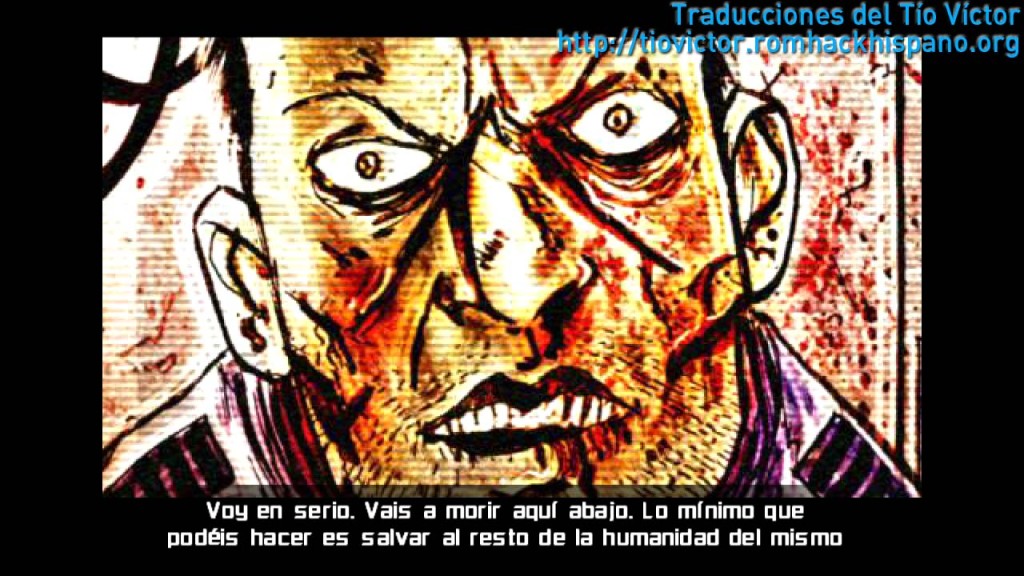 Traducciones del Tío Víctor
http://tiovictor.romhackhispano.org
Voy en serio. Vais a morir aquí abajo. Lo mínimo que
podéis hacer es salvar al resto de la humanidad del mismo